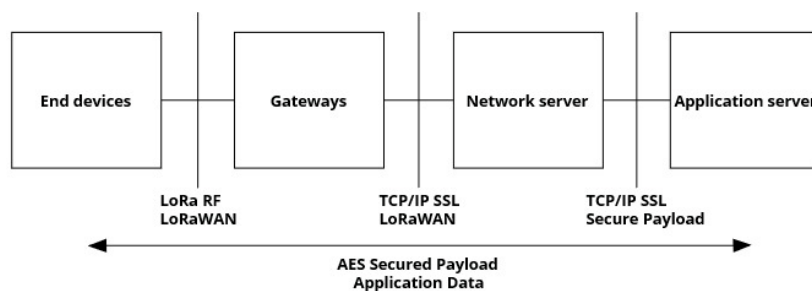 End devices
Gateways
Network server
Application server
LoRa RF
LoRaWAN
TCP/IP SSL
LoRaWAN
TCP/IP SSL
Secure Payload
AES Secured Payload
Application Data